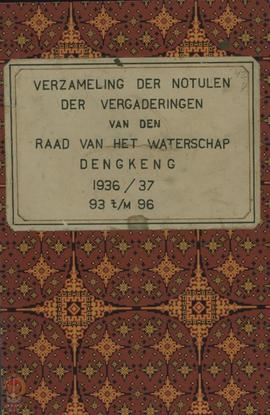 VERZAMELING DER NOTULEN
DER VERGADERINGEN
VAN DEN
RAAD VAN HET WATERSCHAP
DENGKENG
1936/37
93 t/M 96